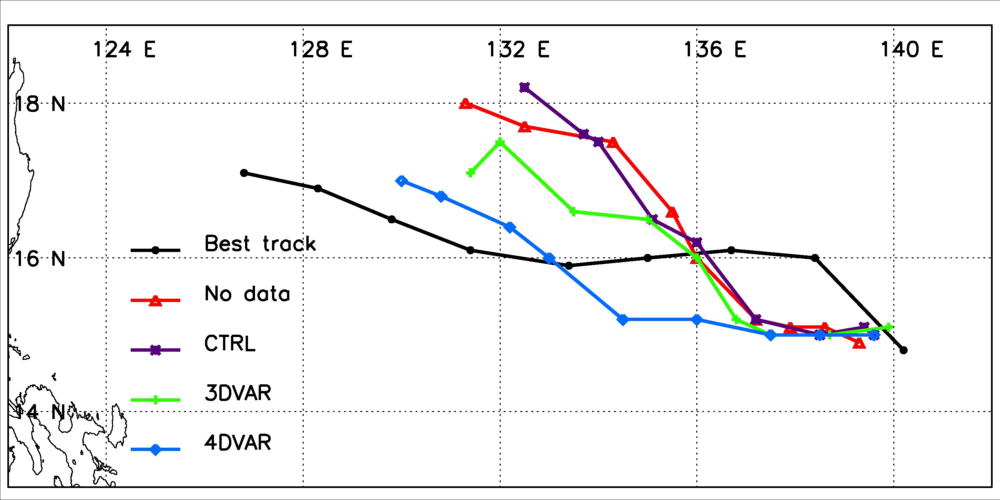 124 E 128 E 132 E 136 E 140 E
18 N
16 N
14 N
Best track
No data
CTRL
3DVAR
4DVAR